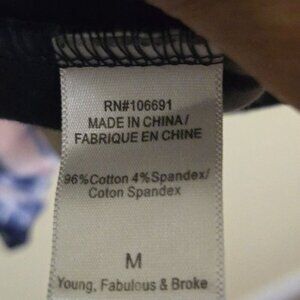 RN#106691
MADE IN CHINA/
FABRIQUE EN CHINE
96%Cotton 4%Spandex/
Coton Spandex
M
Young, Fabulous & Broke